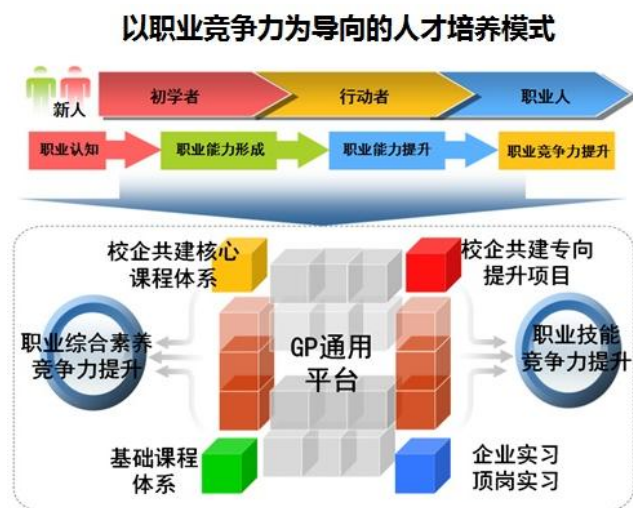 以职业竞争力为导向的人才培养模式
新人
初学者
行动者
职业人
职业认知
职业能力形成
职业能力提升
职业竞争力提升
校企共建核心
课程体系
校企共建专向
提升项目
职业综合素养
竞争力提升
GP通用
平台
职业技能
竞争力提升
基础课程
体系
企业实习
顶岗实习